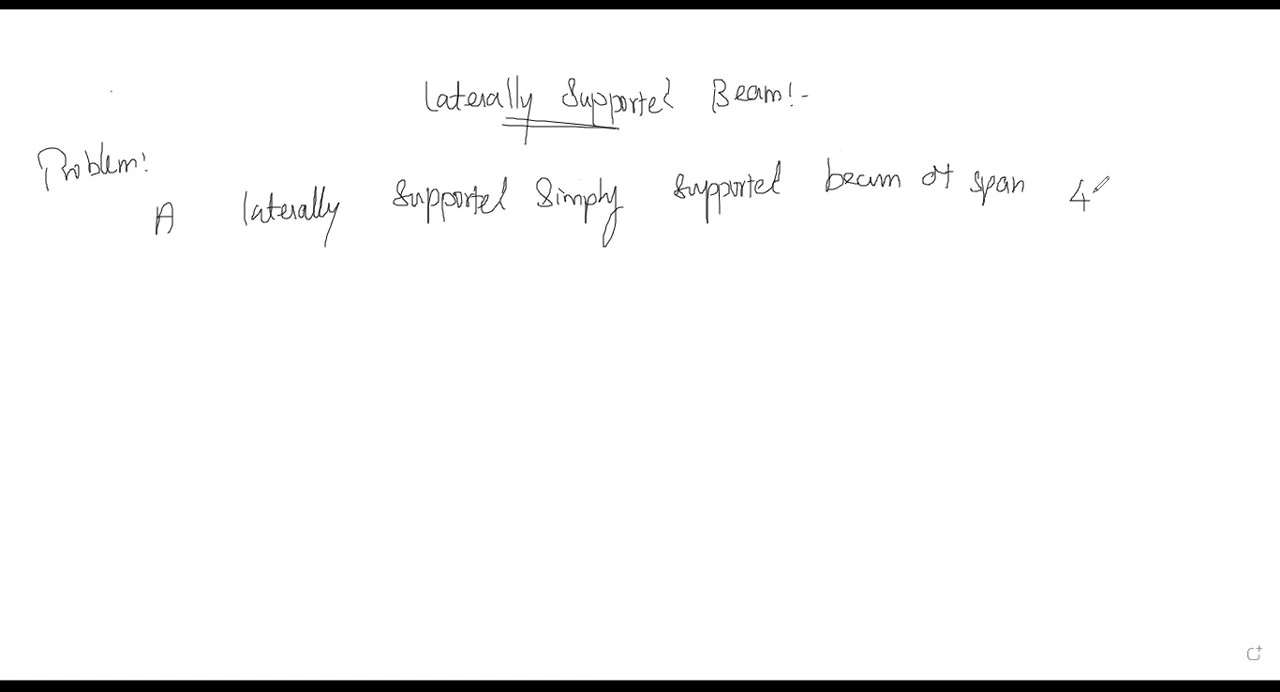 Laterally Supported Beam:-
Problem:
A laterally supported Simply supported beam of span 4